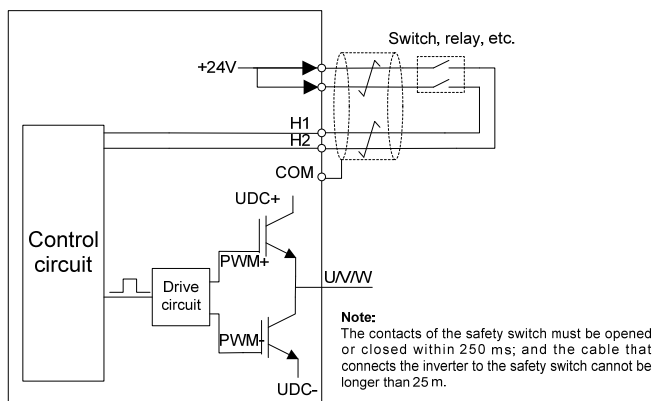 Switch, relay, etc.
+24V
H1
H2
COM
UDC+
Control
circuit
PWM+
Drive
circuit
U/V/W
PWM-
UDC-
Note:
The contacts of the safety switch must be opened
or closed within 250 ms; and the cable that
connects the inverter to the safety switch cannot be
longer than 25 m.